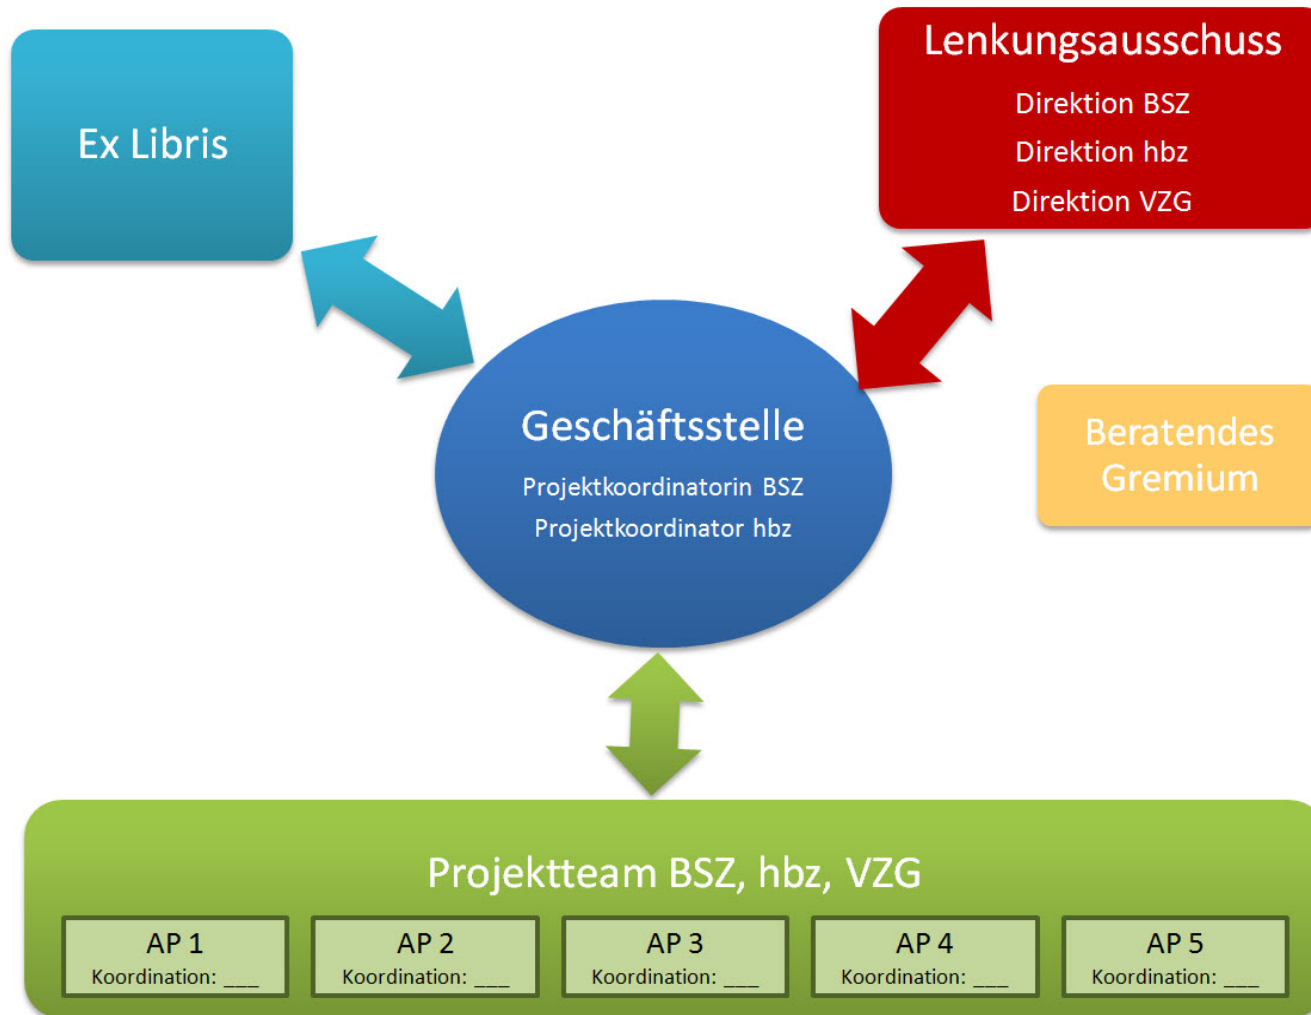 Ex Libris
Lenkungsausschuss
Direktion BSZ
Direktion hbz
Direktion VZG
Geschäftsstelle
Projektkoordinatorin BSZ
Projektkoordinator hbz
Beratendes
Gremium
Projektteam BSZ, hbz, VZG
AP 1
Koordination: ___
AP 2
Koordination: ___
AP 3
Koordination: ___
AP 4
Koordination: ___
AP 5
Koordination: ___